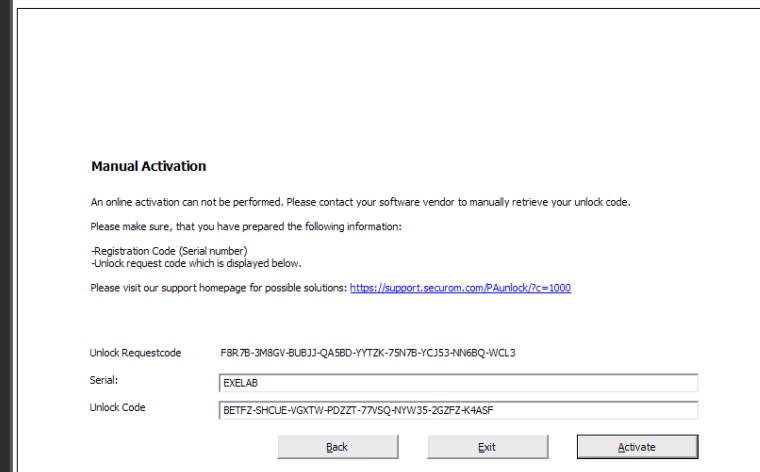 Manual Activation
An online activation can not be performed. Please contact your software vendor to manually retrieve your unlock code.
Please make sure, that you have prepared the following information:
-Registration Code (Serial number)
-Unlock request code which is displayed below.
Please visit our support homepage for possible solutions: https://support.securom.com/PAunlock/?c=1000
Unlock Requestcode F8R7B-3M8GV-BUBJJ-QA5BD-YYTZK-75N7B-YCJ53-NN6BQ-WCL3
Serial: EXELAB
Unlock Code BETFZ-SHCUE-VGXTW-PDZZT-77VSQ-NYW35-2GZFZ-K4ASF
Back Exit Activate